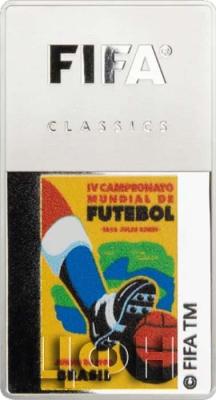 FIFA®
CLASSICS
IV CAMPEONATO
MUNDIAL DE
FUTEBOL
BRASIL
© FIFA TM